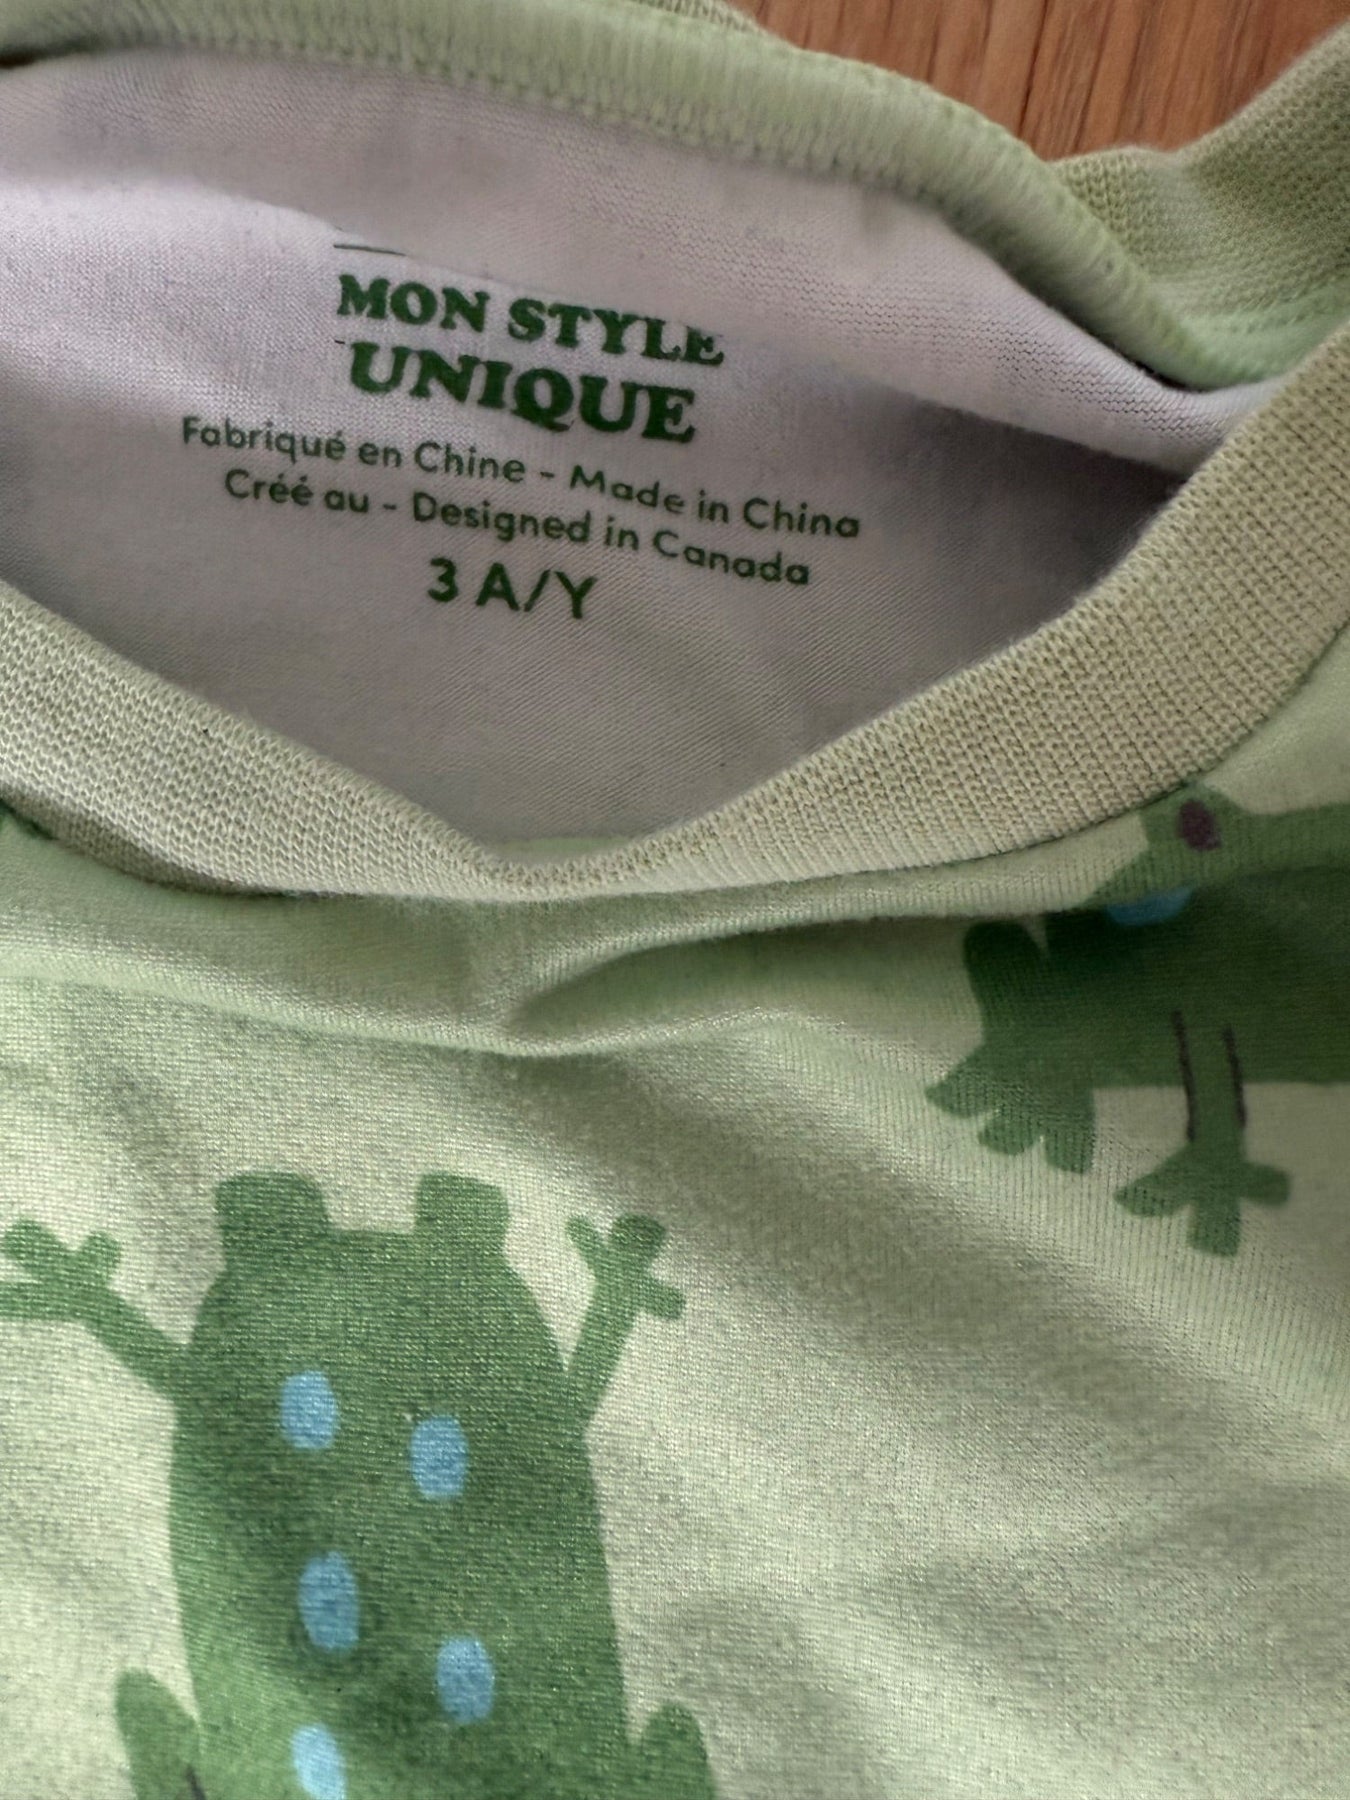 MON STYLE
UNIQUE
Fabriqué en Chine - Made in China
Créé au - Designed in Canada
3 A/Y